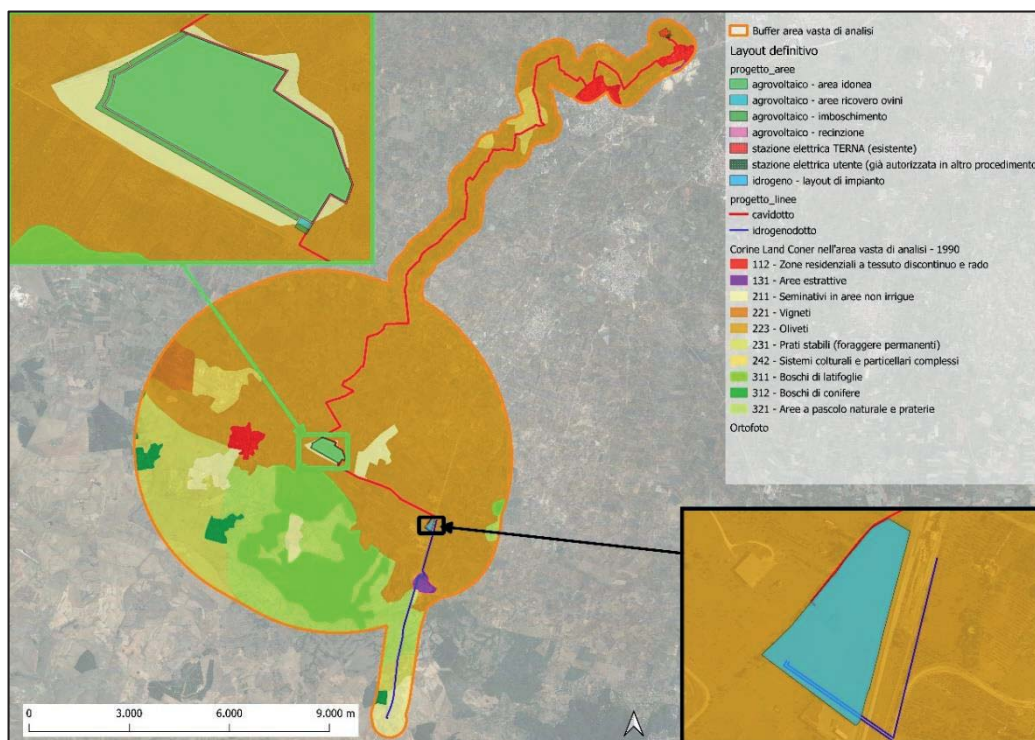 Buffer area vasta di analisi
Layout definitivo
progetto_aree
agrovoltaico - area idonea
agrovoltaico - aree ricovero ovini
agrovoltaico - imboschimento
agrovoltaico - recinzione
stazione elettrica TERNA (esistente)
stazione elettrica utente (già autorizzata in altro procedimento
idrogeno - layout di impianto
progetto_linee
cavidotto
idrogenodotto
Corine Land Coner nell'area vasta di analisi - 1990
112 - Zone residenziali a tessuto discontinuo e rado
131 - Aree estrattive
211 - Seminativi in aree non irrigue
221 - Vigneti
223 - Oliveti
231 - Prati stabili (foraggere permanenti)
242 - Sistemi colturali e particellari complessi
311 - Boschi di latifoglie
312 - Boschi di conifere
321 - Aree a pascolo naturale e praterie
Ortofoto
0 3.000 6.000 9.000 m